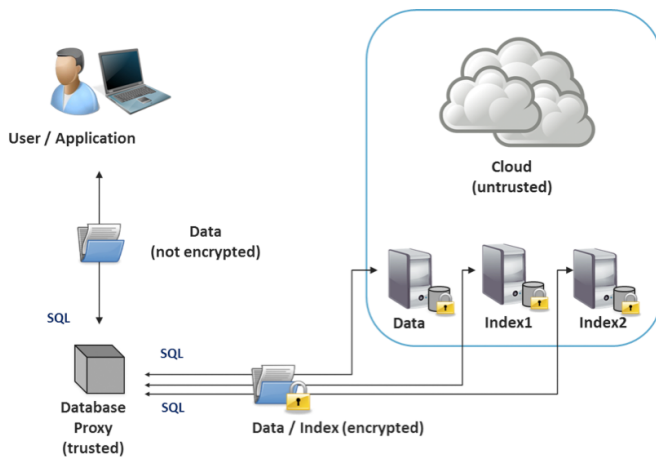 User / Application
Cloud
(untrusted)
Data
(not encrypted)
Data
Index1
Index2
SQL
SQL
SQL
Database
Proxy
(trusted)
Data / Index (encrypted)